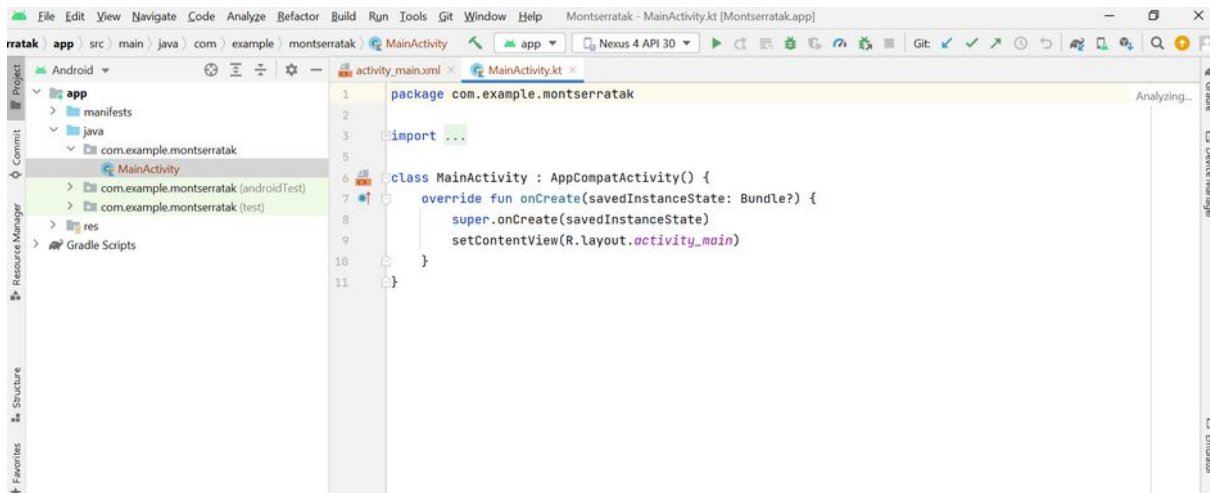 File Edit View Navigate Code Analyze Refactor Build Run Tools Git Window Help Montserratak - MainActivity.kt [Montserratak.app]
rratak app src main java com example montserratak MainActivity app Nexus 4 API 30 Git:
Project
Android
activity_main.xml MainActivity.kt
Gradle
app
manifests
java
com.example.montserratak
MainActivity
com.example.montserratak (androidTest)
com.example.montserratak (test)
res
Gradle Scripts
Commit
Resource Manager
Structure
Favorites
1 package com.example.montserratak
Analyzing...
2
3 import ...
5
6 class MainActivity : AppCompatActivity() {
7 override fun onCreate(savedInstanceState: Bundle?) {
8 super.onCreate(savedInstanceState)
9 setContentView(R.layout.activity_main)
10 }
11 }
Device Manager
Emulator